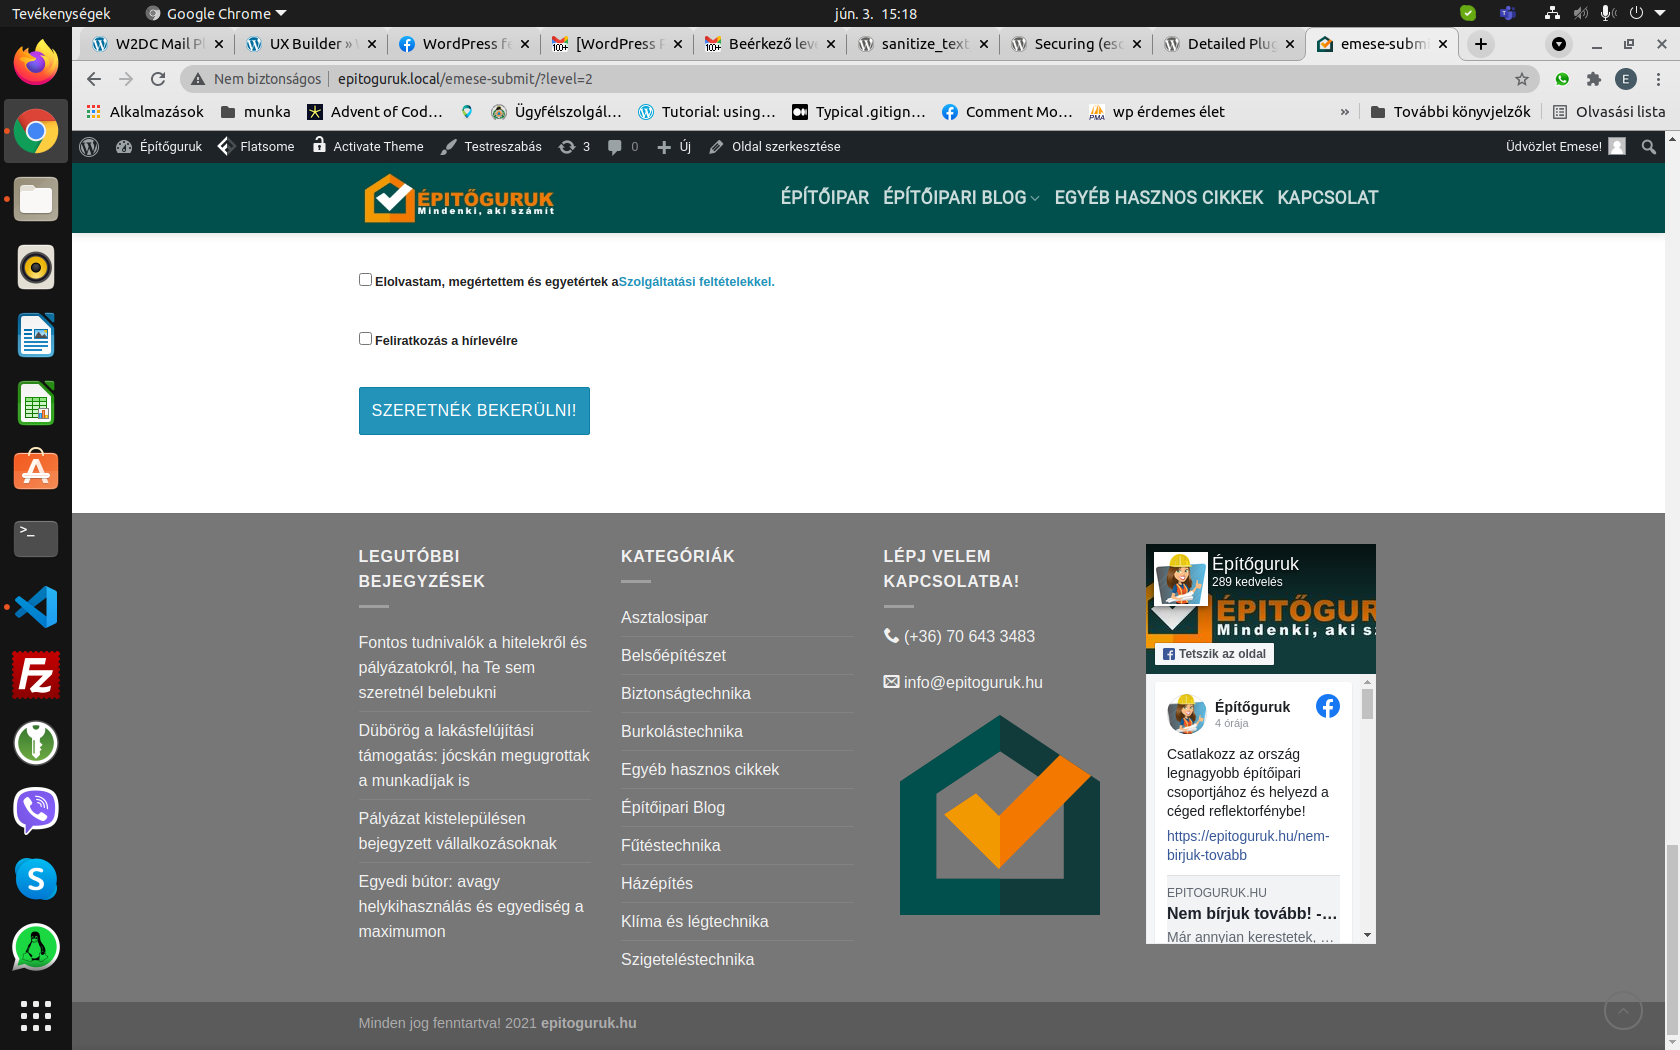 Tevékenységek
Google Chrome
jún. 3. 15:18
W2DC Mail Pl
UX Builder » W
WordPress fe
[WordPress P
Beérkező leve
sanitize_text
Securing (esc
Detailed Plug
emese-submi
Nem biztonságos
epitoguruk.local/emese-submit/?level=2
E
Alkalmazások
munka
Advent of Cod…
Ügyfélszolgál…
Tutorial: using…
Typical .gitign…
Comment Mo…
wp érdemes élet
»
További könyvjelzők
Olvasási lista
Építőguruk
Flatsome
Activate Theme
Testreszabás
3
0
Új
Oldal szerkesztése
Üdvözlet Emese!
ÉPITŐGURUK
Mindenki, aki számít
ÉPÍTŐIPAR
ÉPÍTŐIPARI BLOG
EGYÉB HASZNOS CIKKEK
KAPCSOLAT
Elolvastam, megértettem és egyetértek aSzolgáltatási feltételekkel.
Feliratkozás a hírlevélre
SZERETNÉK BEKERÜLNI!
LEGUTÓBBI
BEJEGYZÉSEK
Fontos tudnivalók a hitelekről és
pályázatokról, ha Te sem
szeretnél belebukni
Dübörög a lakásfelújítási
támogatás: jócskán megugrottak
a munkadíjak is
Pályázat kistelepülésen
bejegyzett vállalkozásoknak
Egyedi bútor: avagy
helykihasználás és egyediség a
maximumon
KATEGÓRIÁK
Asztalosipar
Belsőépítészet
Biztonságtechnika
Burkolástechnika
Egyéb hasznos cikkek
Építőipari Blog
Fűtéstechnika
Házépítés
Klíma és légtechnika
Szigeteléstechnika
LÉPJ VELEM
KAPCSOLATBA!
(+36) 70 643 3483
info@epitoguruk.hu
Építőguruk
289 kedvelés
ÉPITŐGUR
Mindenki, aki sz
Tetszik az oldal
Építőguruk
4 órája
Csatlakozz az ország
legnagyobb építőipari
csoportjához és helyezd a
céged reflektorfénybe!
https://epitoguruk.hu/nem-
birjuk-tovabb
EPITOGURUK.HU
Nem bírjuk tovább! -…
Már annyian kerestetek, …
Minden jog fenntartva! 2021 epitoguruk.hu